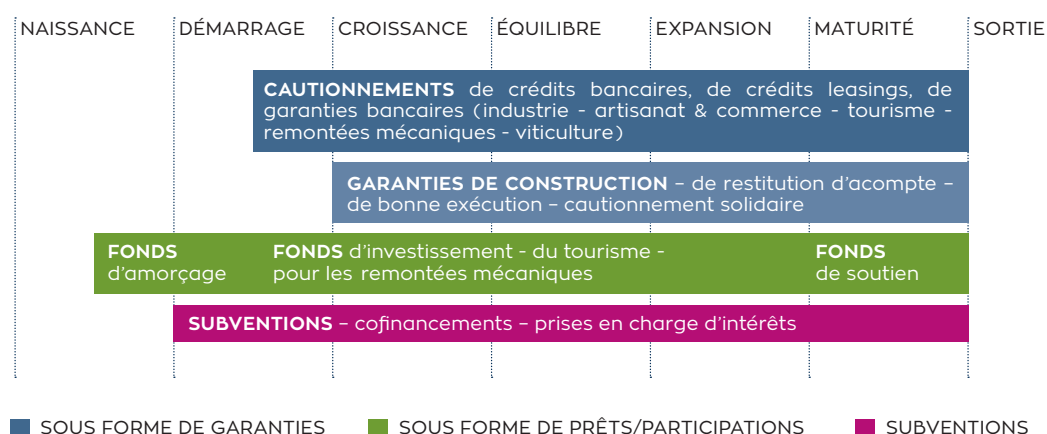 NAISSANCE DÉMARRAGE CROISSANCE ÉQUILIBRE EXPANSION MATURITÉ SORTIE
CAUTIONNEMENTS de crédits bancaires, de crédits leasings, de
garanties bancaires (industrie - artisanat & commerce - tourisme -
remontées mécaniques - viticulture)
GARANTIES DE CONSTRUCTION – de restitution d'acompte –
de bonne exécution – cautionnement solidaire
FONDS
d'amorçage
FONDS d'investissement - du tourisme -
pour les remontées mécaniques
FONDS
de soutien
SUBVENTIONS – cofinancements – prises en charge d'intérêts
SOUS FORME DE GARANTIES SOUS FORME DE PRÊTS/PARTICIPATIONS SUBVENTIONS